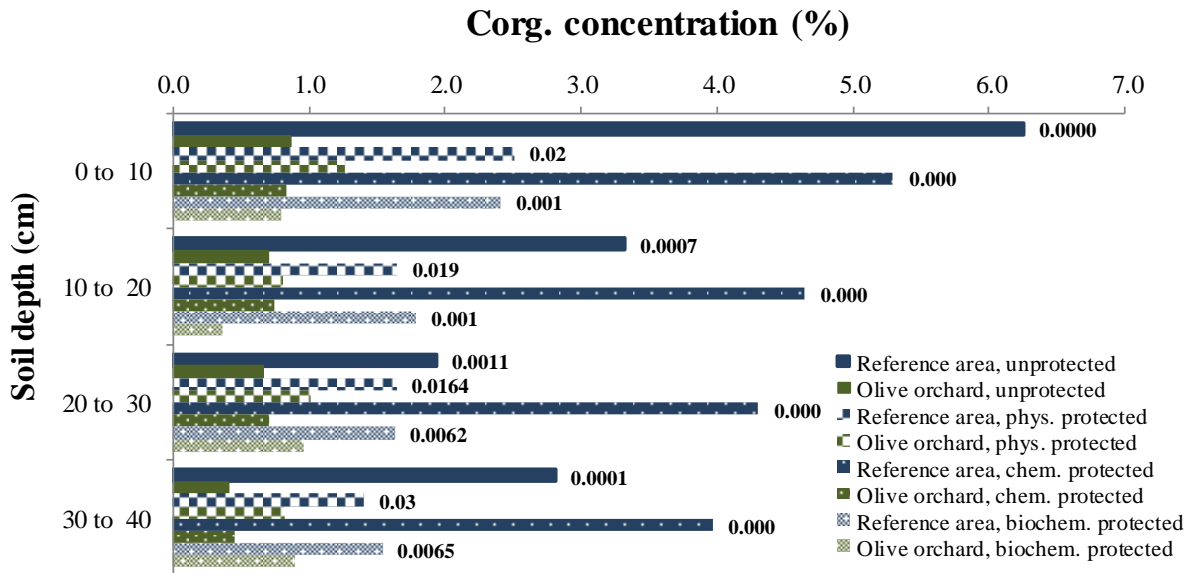 Corg. concentration (%)
0.0 1.0 2.0 3.0 4.0 5.0 6.0 7.0
Soil depth (cm)
0 to 10
0.0000
0.02
0.000
0.001
10 to 20
0.0007
0.019
0.000
0.001
20 to 30
0.0011
0.0164
0.000
0.0062
30 to 40
0.0001
0.03
0.000
0.0065
Reference area, unprotected
Olive orchard, unprotected
Reference area, phys. protected
Olive orchard, phys. protected
Reference area, chem. protected
Olive orchard, chem. protected
Reference area, biochem. protected
Olive orchard, biochem. protected